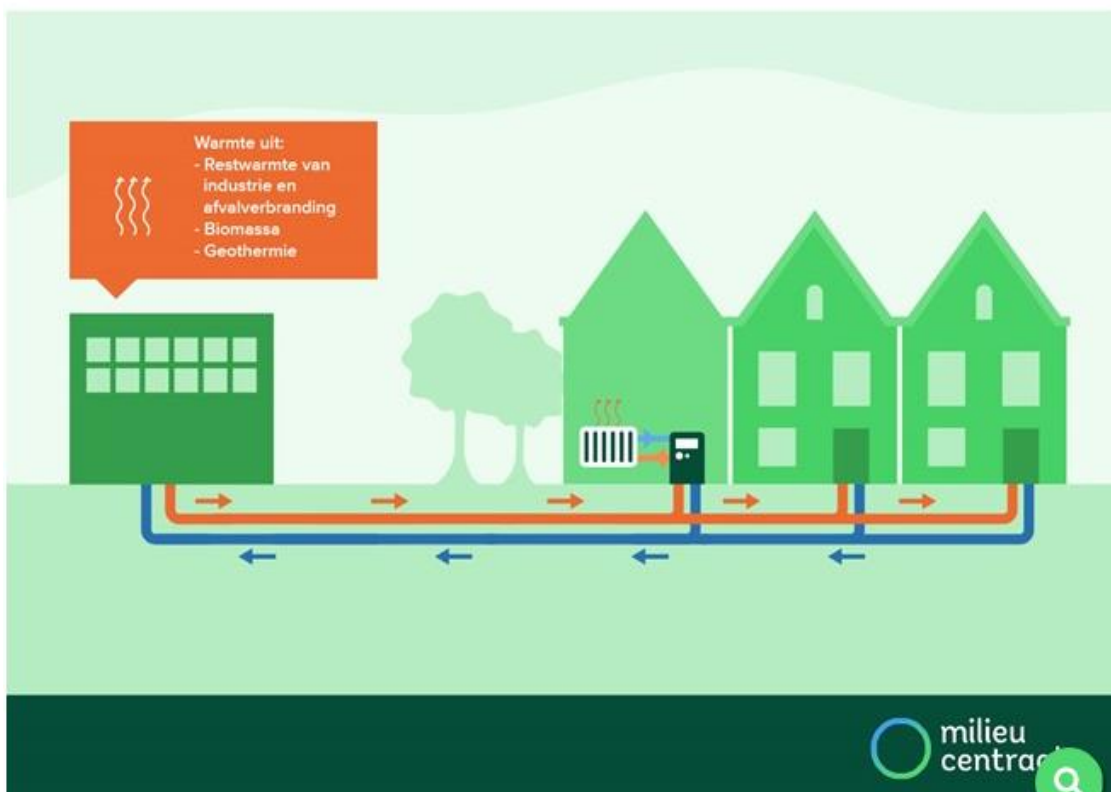 Warmte uit:
- Restwarmte van
industrie en
afvalverbranding
- Biomassa
- Geothermie
milieu